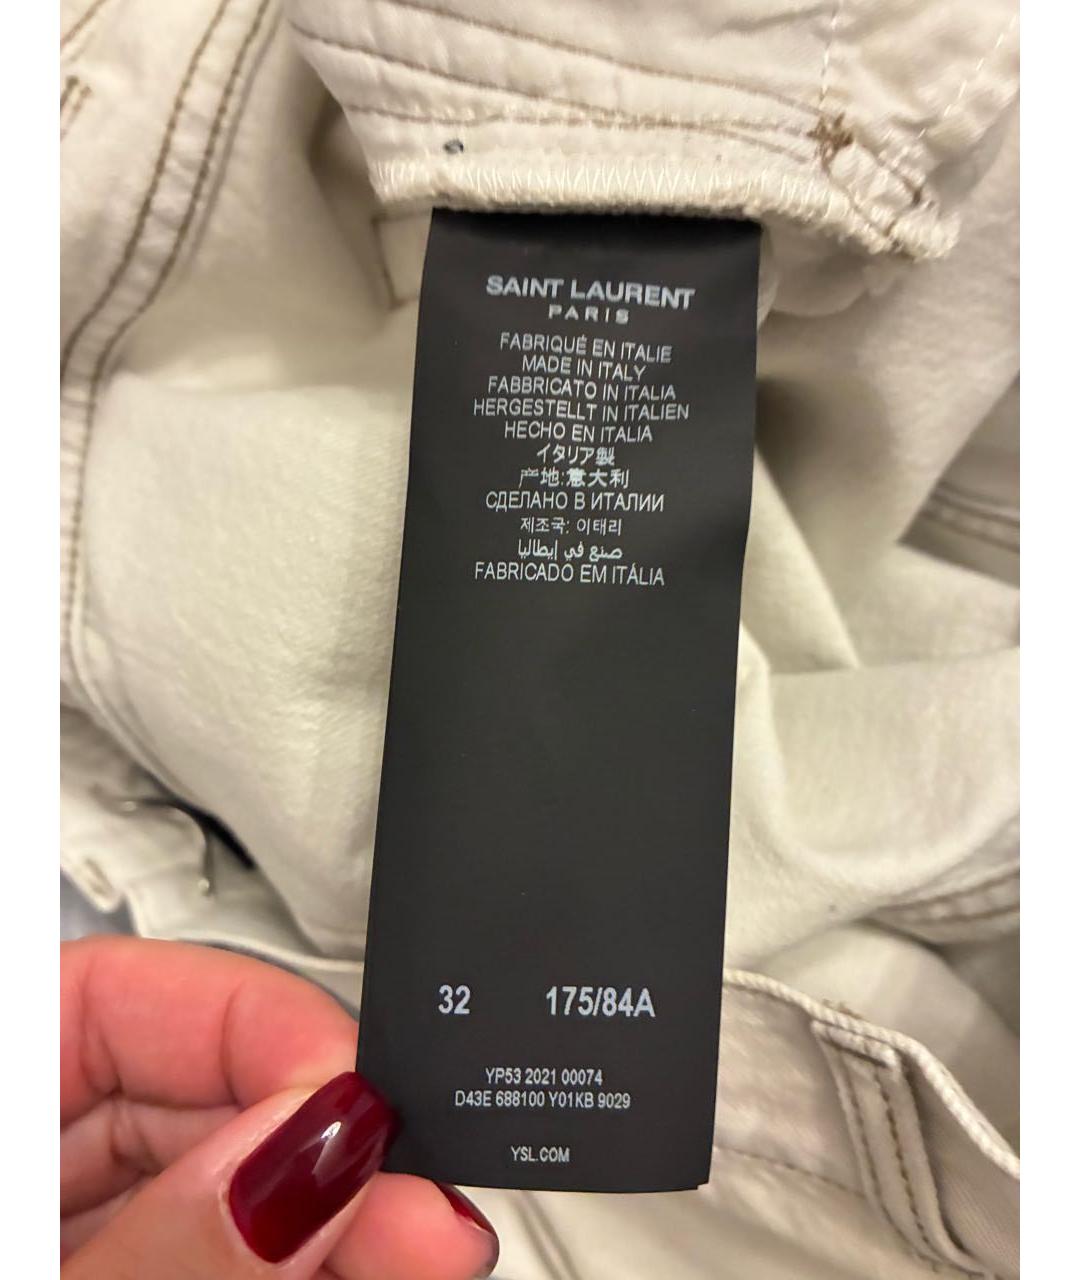 SAINT LAURENT
PARIS
FABRIQUÉ EN ITALIE
MADE IN ITALY
FABBRICATO IN ITALIA
HERGESTELLT IN ITALIEN
HECHO EN ITALIA
イタリア製
产地:意大利
СДЕЛАНО В ИТАЛИИ
제조국: 이태리
صنع في إيطاليا
FABRICADO EM ITÁLIA
32 175/84A
YP53 2021 00074
D43E 688100 Y01KB 9029
YSL.COM